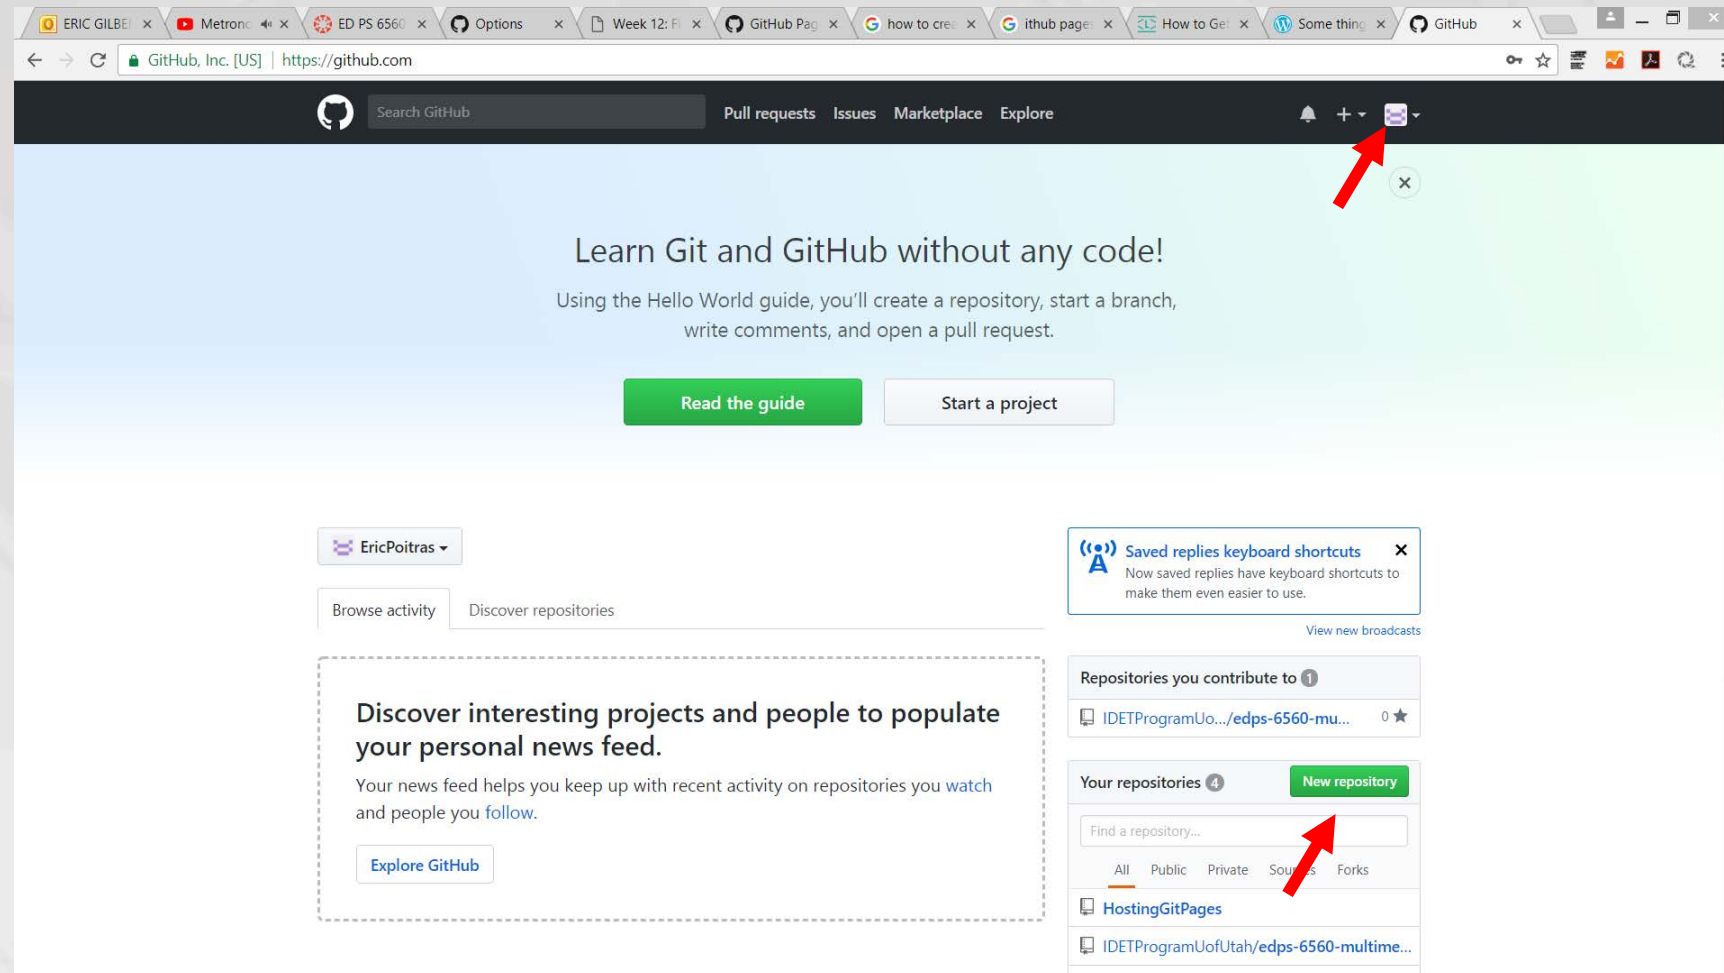 ERIC GILBE
Metrono
ED PS 6560
Options
Week 12: F
GitHub Pag
how to crea
ithub pages
How to Get
Some thing
GitHub
GitHub, Inc. [US] | https://github.com
Search GitHub
Pull requests Issues Marketplace Explore
Learn Git and GitHub without any code!
Using the Hello World guide, you'll create a repository, start a branch,
write comments, and open a pull request.
Read the guide
Start a project
EricPoitras
Browse activity
Discover repositories
Discover interesting projects and people to populate
your personal news feed.
Your news feed helps you keep up with recent activity on repositories you watch
and people you follow.
Explore GitHub
Saved replies keyboard shortcuts
Now saved replies have keyboard shortcuts to
make them even easier to use.
View new broadcasts
Repositories you contribute to 1
IDETProgramUo.../edps-6560-mu... 0
Your repositories 4
New repository
Find a repository...
All Public Private Sources Forks
HostingGitPages
IDETProgramUofUtah/edps-6560-multime...